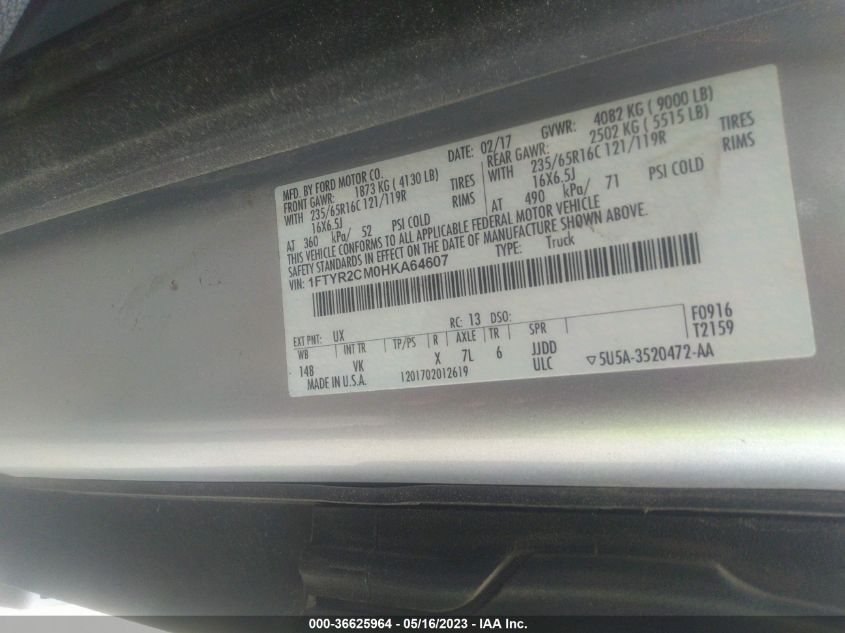 MFD. BY FORD MOTOR CO.
DATE: 02/17 GVWR: 4082 KG ( 9000 LB)
FRONT GAWR: 1873 KG ( 4130 LB) REAR GAWR: 2502 KG ( 5515 LB)
WITH 235/65R16C 121/119R TIRES WITH 235/65R16C 121/119R TIRES
16X6.5J RIMS 16X6.5J RIMS
AT 360 kPa/ 52 PSI COLD AT 490 kPa/ 71 PSI COLD
THIS VEHICLE CONFORMS TO ALL APPLICABLE FEDERAL MOTOR VEHICLE
SAFETY STANDARDS IN EFFECT ON THE DATE OF MANUFACTURE SHOWN ABOVE.
VIN: 1FTYR2CM0HKA64607 TYPE: Truck
EXT PNT: UX RC: 13 DSO: F0916
WB INT TR TP/PS R AXLE TR SPR T2159
148 VK X 7L 6 JJDD
MADE IN U.S.A. 1201702012619 ULC ▽5U5A-3520472-AA
000-36625964 - 05/16/2023 - IAA Inc.